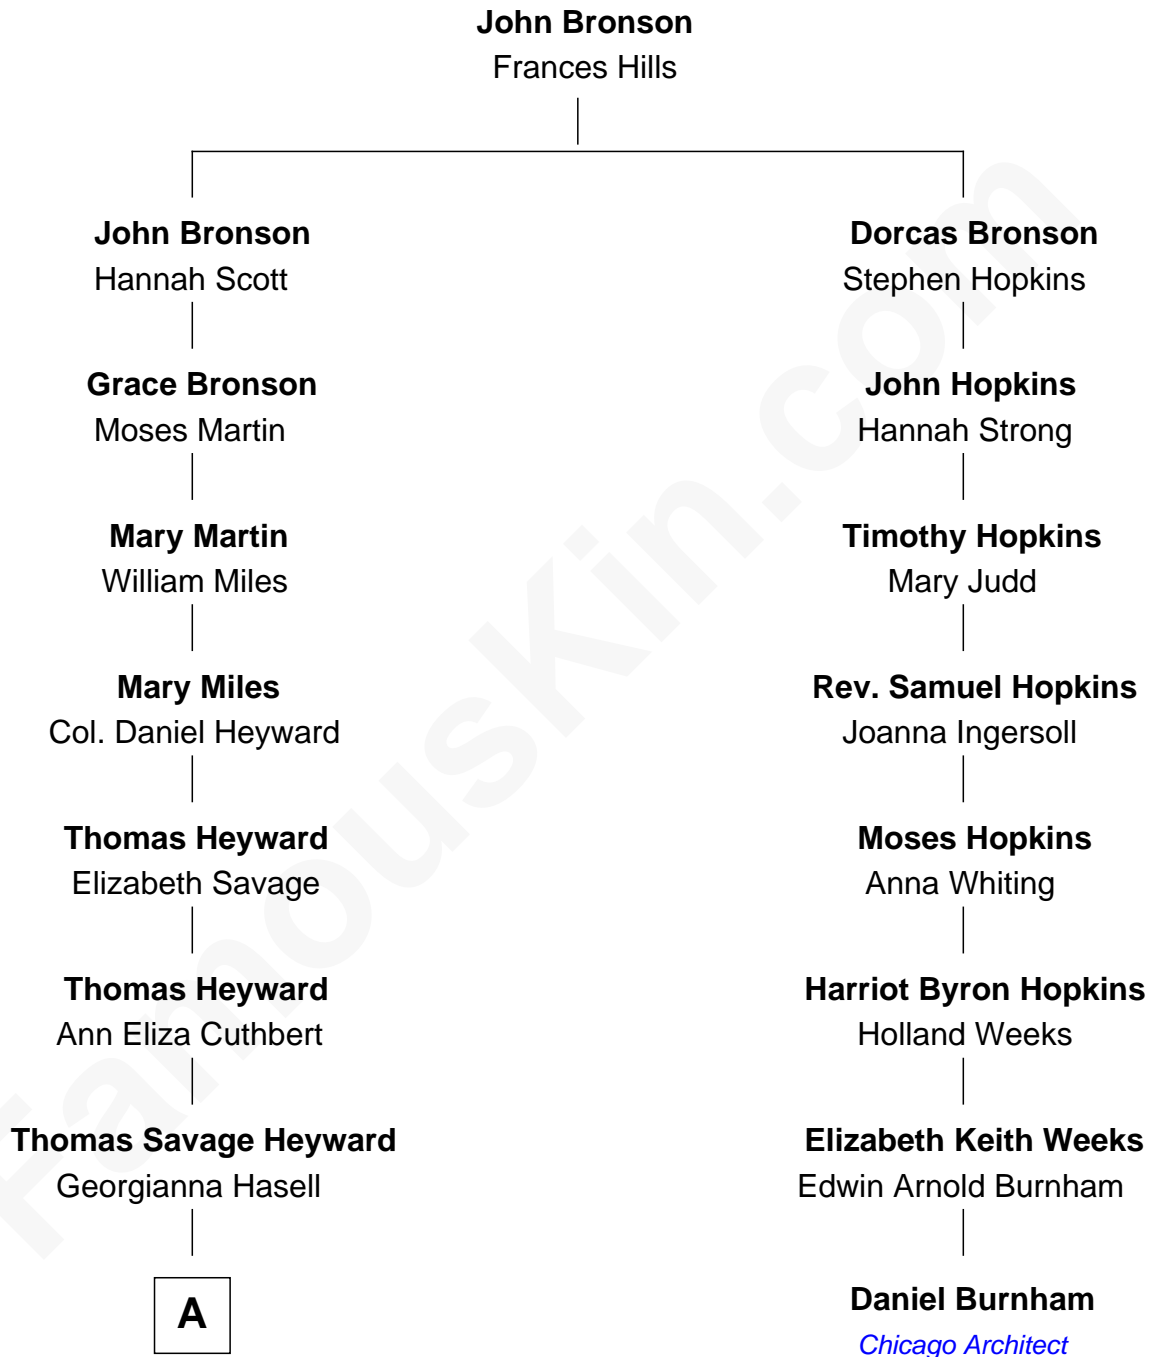 John Bronson
Frances Hills
John Bronson
Hannah Scott
Dorcas Bronson
Stephen Hopkins
Grace Bronson
Moses Martin
John Hopkins
Hannah Strong
Mary Martin
William Miles
Timothy Hopkins
Mary Judd
Mary Miles
Col. Daniel Heyward
Rev. Samuel Hopkins
Joanna Ingersoll
Thomas Heyward
Elizabeth Savage
Moses Hopkins
Anna Whiting
Thomas Heyward
Ann Eliza Cuthbert
Harriot Byron Hopkins
Holland Weeks
Thomas Savage Heyward
Georgianna Hasell
Elizabeth Keith Weeks
Edwin Arnold Burnham
A
Daniel Burnham
Chicago Architect
FamousKin.com